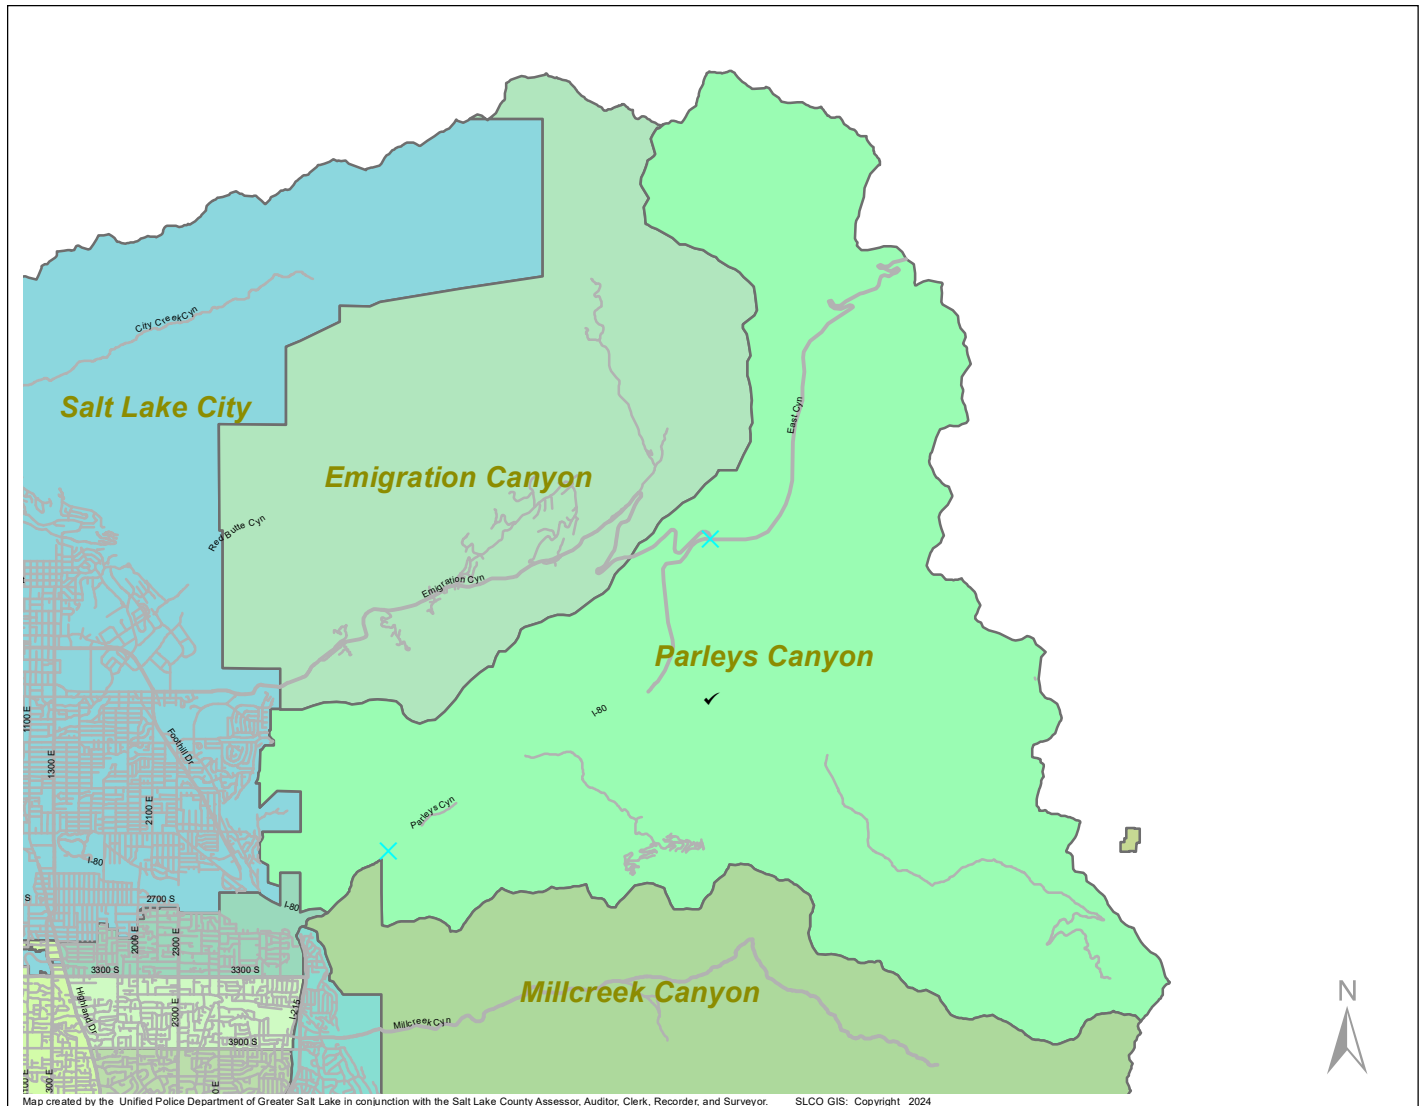 City Creek Cyn
Salt Lake City
East Cyn
Emigration Canyon
Red Butte Cyn
Emigration Cyn
Parleys Canyon
I-80
1100 E
Foothill Dr
1300 E
2100 E
Parleys Cyn
I-80
S
2700 S
I-80
2000 E
2300 E
3300 S
3300 S
Millcreek Canyon
N
Highland Dr
2300 E
I-215
Millcreek Cyn
3900 S
Map created by the Unified Police Department of Greater Salt Lake in conjunction with the Salt Lake County Assessor, Auditor, Clerk, Recorder, and Surveyor. SLCO GIS: Copyright 2024